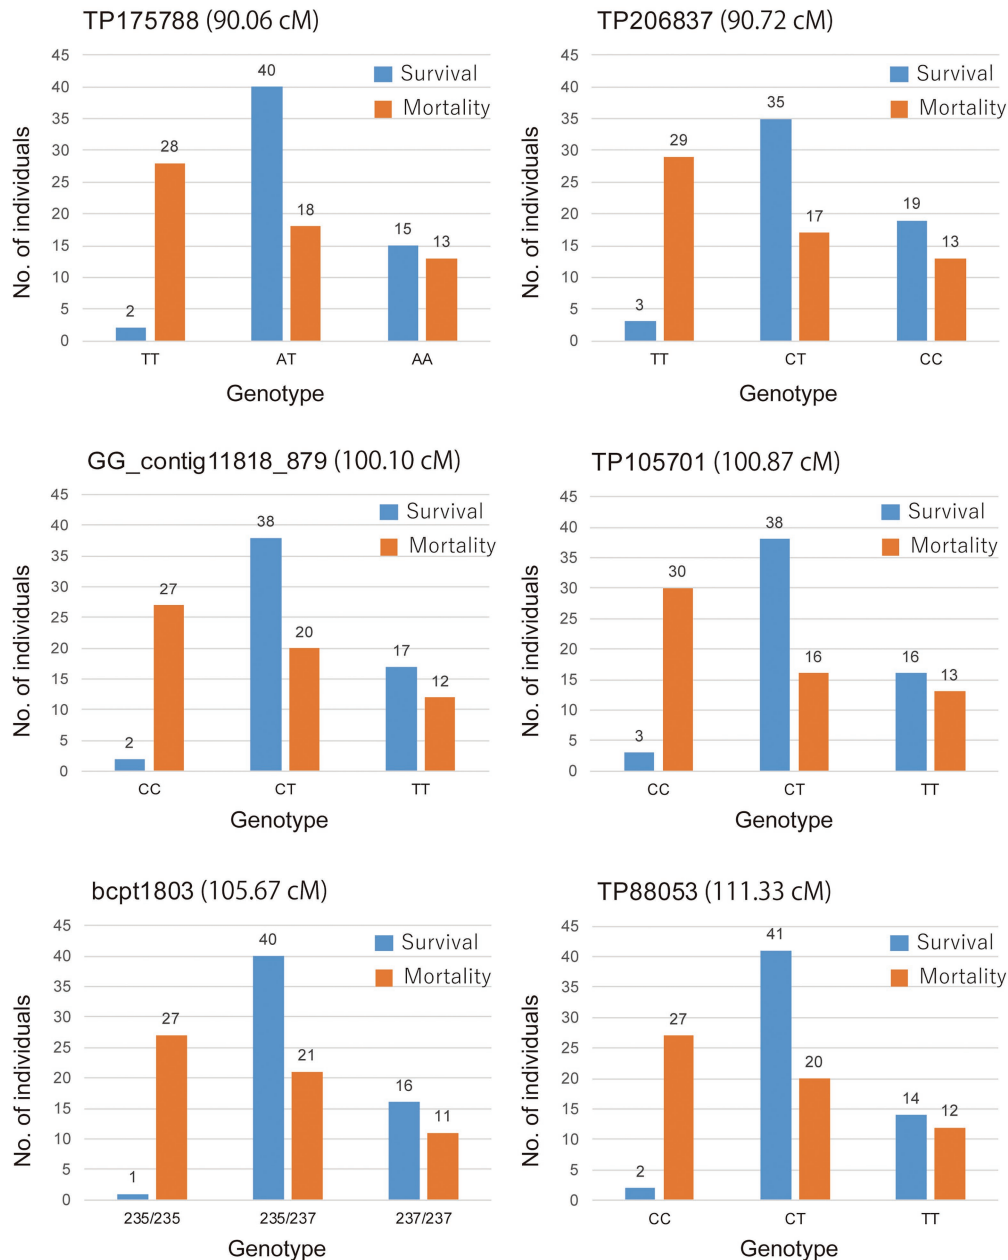 TP175788 (90.06 cM)
No. of individuals
45
40
35
30
25
20
15
10
5
0
Survival
Mortality
2
28
40
18
15
13
TT
AT
AA
Genotype
TP206837 (90.72 cM)
No. of individuals
45
40
35
30
25
20
15
10
5
0
Survival
Mortality
3
29
35
17
19
13
TT
CT
CC
Genotype
GG_contig11818_879 (100.10 cM)
No. of individuals
45
40
35
30
25
20
15
10
5
0
Survival
Mortality
2
27
38
20
17
12
CC
CT
TT
Genotype
TP105701 (100.87 cM)
No. of individuals
45
40
35
30
25
20
15
10
5
0
Survival
Mortality
3
30
38
16
16
13
CC
CT
TT
Genotype
bcpt1803 (105.67 cM)
No. of individuals
45
40
35
30
25
20
15
10
5
0
Survival
Mortality
1
27
40
21
16
11
235/235
235/237
237/237
Genotype
TP88053 (111.33 cM)
No. of individuals
45
40
35
30
25
20
15
10
5
0
Survival
Mortality
2
27
41
20
14
12
CC
CT
TT
Genotype